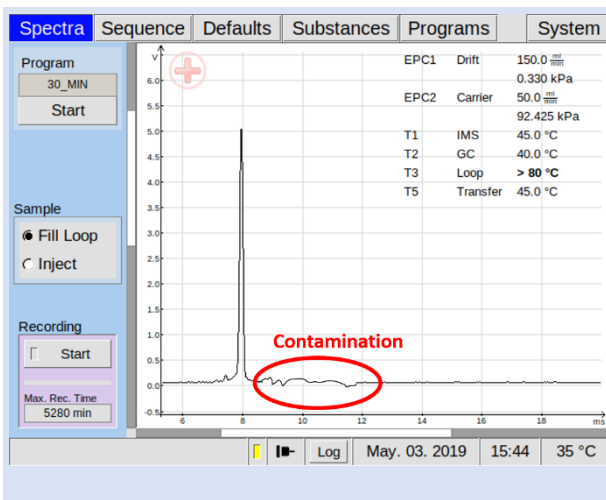 Spectra Sequence Defaults Substances Programs System
Program
30_MIN
Start
Sample
Fill Loop
Inject
Recording
Start
Max. Rec. Time
5280 min
V
6.0
5.5
5.0
4.5
4.0
3.5
3.0
2.5
2.0
1.5
1.0
0.5
0.0
-0.5
6 8 10 12 14 16 18 ms
EPC1 Drift 150.0 ml/min
0.330 kPa
EPC2 Carrier 50.0 ml/min
92.425 kPa
T1 IMS 45.0 °C
T2 GC 40.0 °C
T3 Loop > 80 °C
T5 Transfer 45.0 °C
Contamination
Log May. 03. 2019 15:44 35 °C